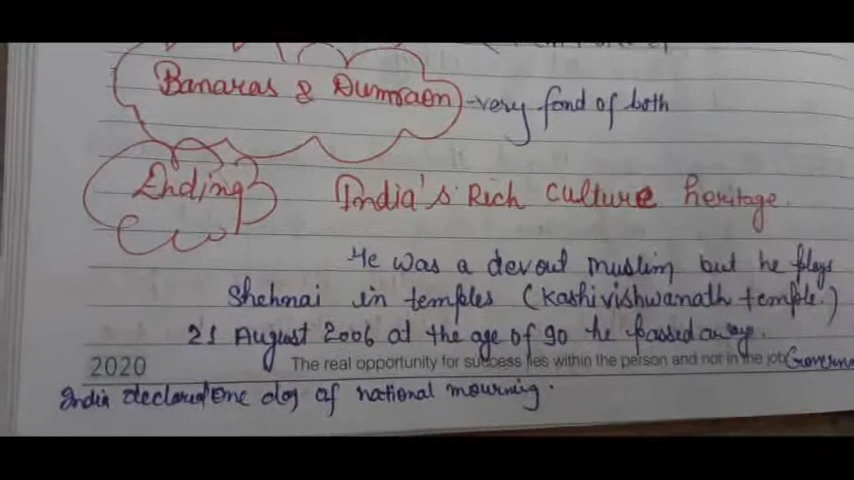 Banaras & Dumraon - very fond of both
Ending India's Rich culture heritage.
He was a devout muslim but he plays
Shehnai in temples (Kashivishwanath temple.)
21 August 2006 at the age of 90 he passed away.
2020 The real opportunity for success lies within the person and not in the job Governm
India declared one day of national mourning.